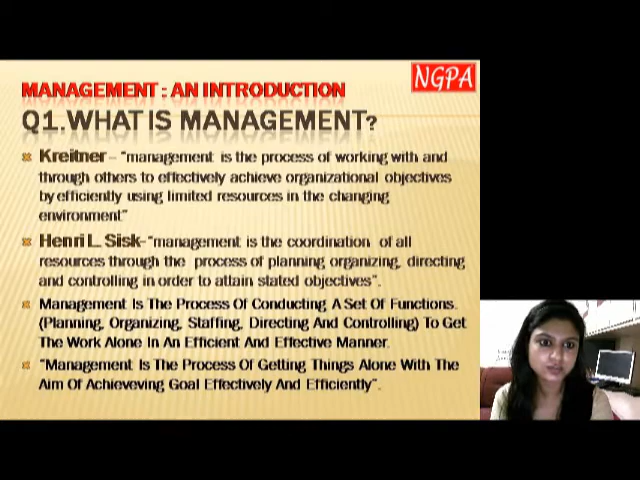 NGPA
MANAGEMENT : AN INTRODUCTION
Q1.WHAT IS MANAGEMENT?
Kreitner – "management is the process of working with and
through others to effectively achieve organizational objectives
by efficiently using limited resources in the changing
environment"
Henri L. Sisk–"management is the coordination of all
resources through the process of planning organizing, directing
and controlling in order to attain stated objectives".
Management Is The Process Of Conducting A Set Of Functions.
(Planning, Organizing, Staffing, Directing And Controlling) To Get
The Work Alone In An Efficient And Effective Manner.
"Management Is The Process Of Getting Things Alone With The
Aim Of Achieveving Goal Effectively And Efficiently".